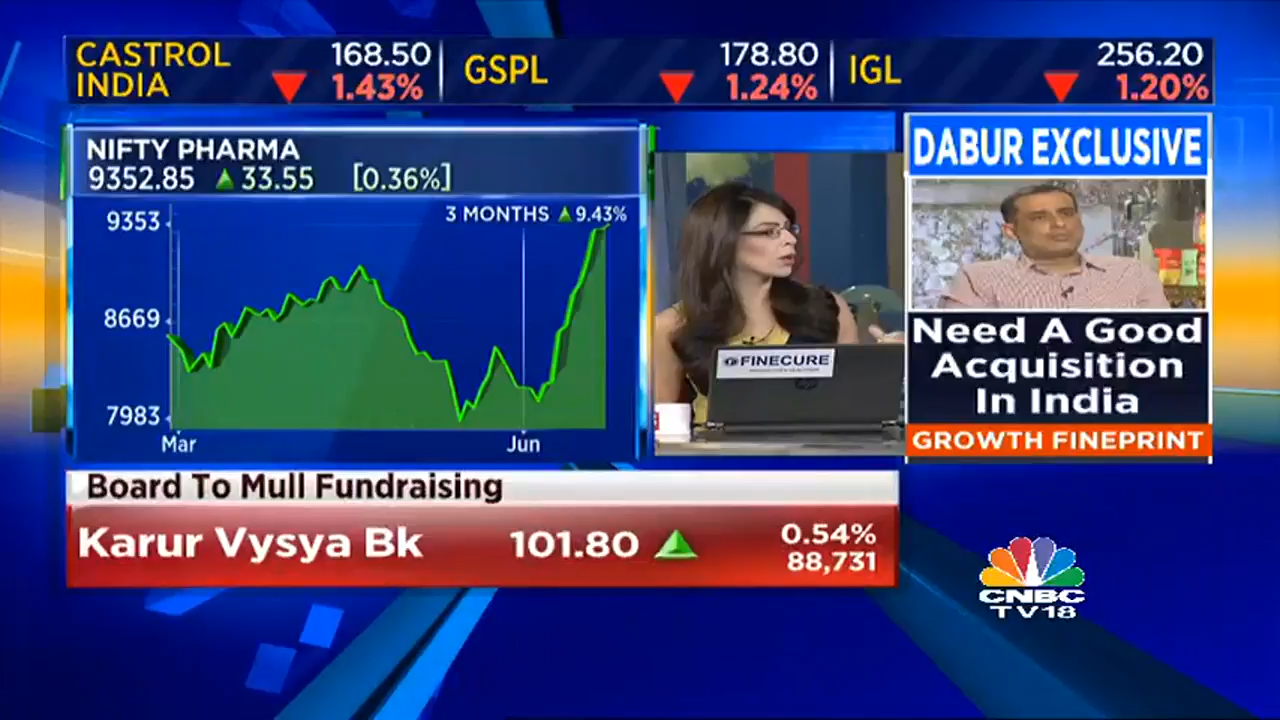 CASTROL INDIA 168.50 1.43%
GSPL 178.80 1.24%
IGL 256.20 1.20%
NIFTY PHARMA
9352.85 33.55 [0.36%]
3 MONTHS 9.43%
9353
8669
7983
Mar Jun
FINECURE
DABUR EXCLUSIVE
Need A Good
Acquisition
In India
GROWTH FINEPRINT
Board To Mull Fundraising
Karur Vysya Bk 101.80 0.54%
88,731
CNBC
TV18